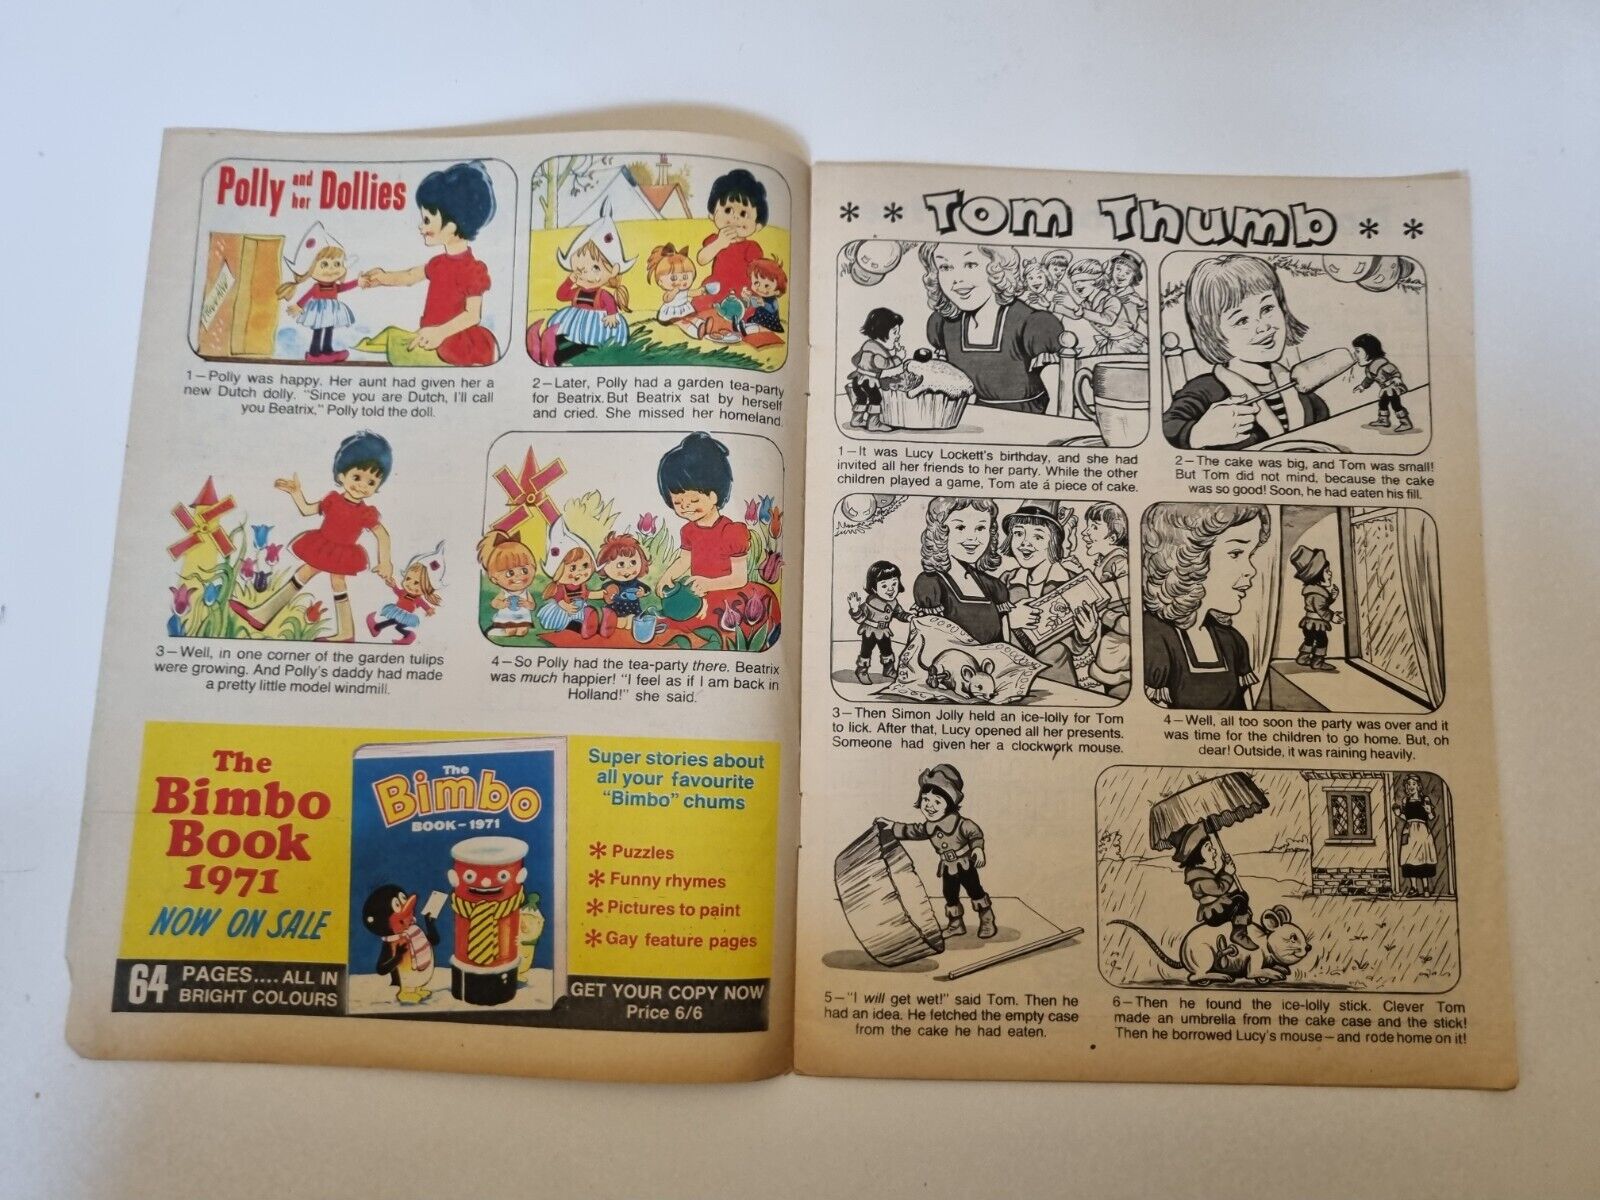 Polly and her Dollies
1—Polly was happy. Her aunt had given her a
new Dutch dolly. "Since you are Dutch, I'll call
you Beatrix," Polly told the doll.
2—Later, Polly had a garden tea-party
for Beatrix. But Beatrix sat by herself
and cried. She missed her homeland.
3—Well, in one corner of the garden tulips
were growing. And Polly's daddy had made
a pretty little model windmill.
4—So Polly had the tea-party there. Beatrix
was much happier! "I feel as if I am back in
Holland!" she said.
The
Bimbo
Book
1971
NOW ON SALE
64 PAGES.... ALL IN
BRIGHT COLOURS
The
Bimbo
BOOK-1971
Super stories about
all your favourite
"Bimbo" chums
* Puzzles
* Funny rhymes
* Pictures to paint
* Gay feature pages
GET YOUR COPY NOW
Price 6/6
* * Tom Thumb * *
1—It was Lucy Lockett's birthday, and she had
invited all her friends to her party. While the other
children played a game, Tom ate a piece of cake.
2—The cake was big, and Tom was small!
But Tom did not mind, because the cake
was so good! Soon, he had eaten his fill.
3—Then Simon Jolly held an ice-lolly for Tom
to lick. After that, Lucy opened all her presents.
Someone had given her a clockwork mouse.
4—Well, all too soon the party was over and it
was time for the children to go home. But, oh
dear! Outside, it was raining heavily.
5—"I will get wet!" said Tom. Then he
had an idea. He fetched the empty case
from the cake he had eaten.
6—Then he found the ice-lolly stick. Clever Tom
made an umbrella from the cake case and the stick!
Then he borrowed Lucy's mouse—and rode home on it!